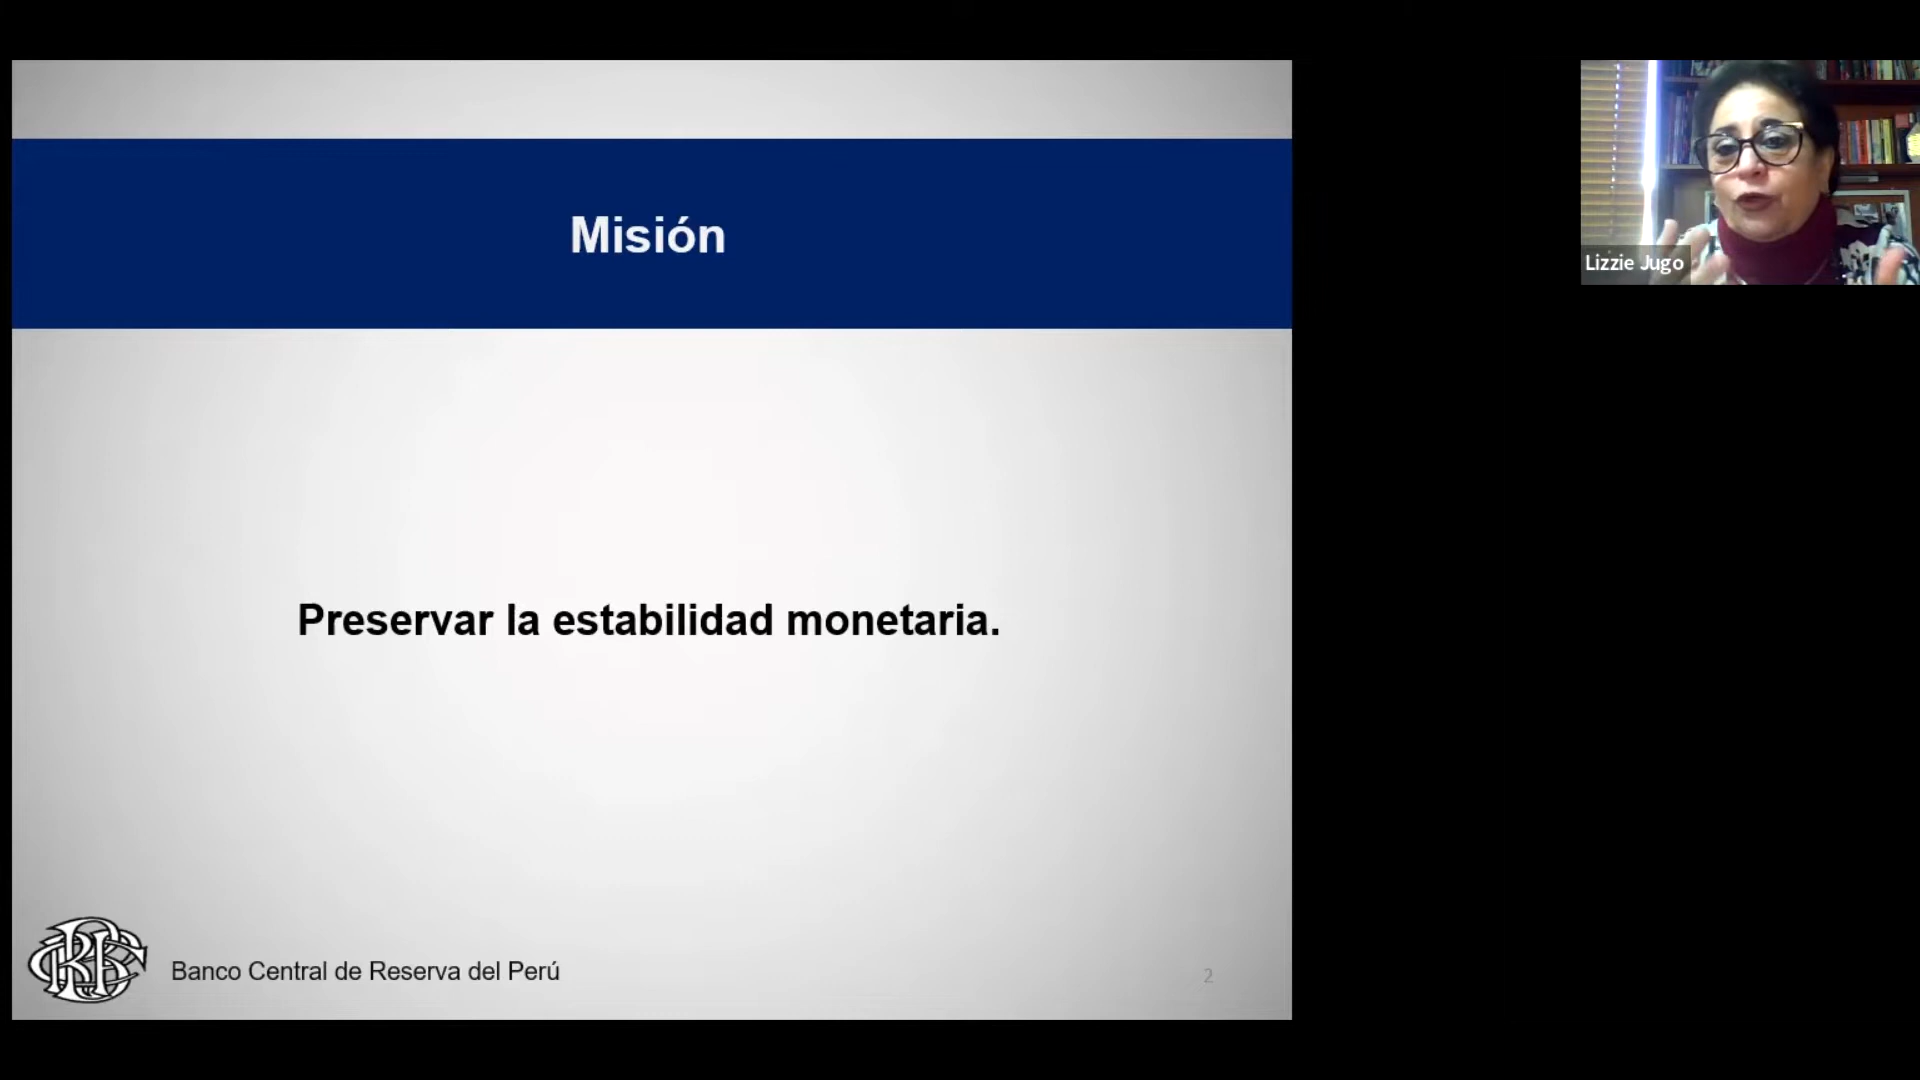 Misión
Lizzie Jugo
Preservar la estabilidad monetaria.
Banco Central de Reserva del Perú
2